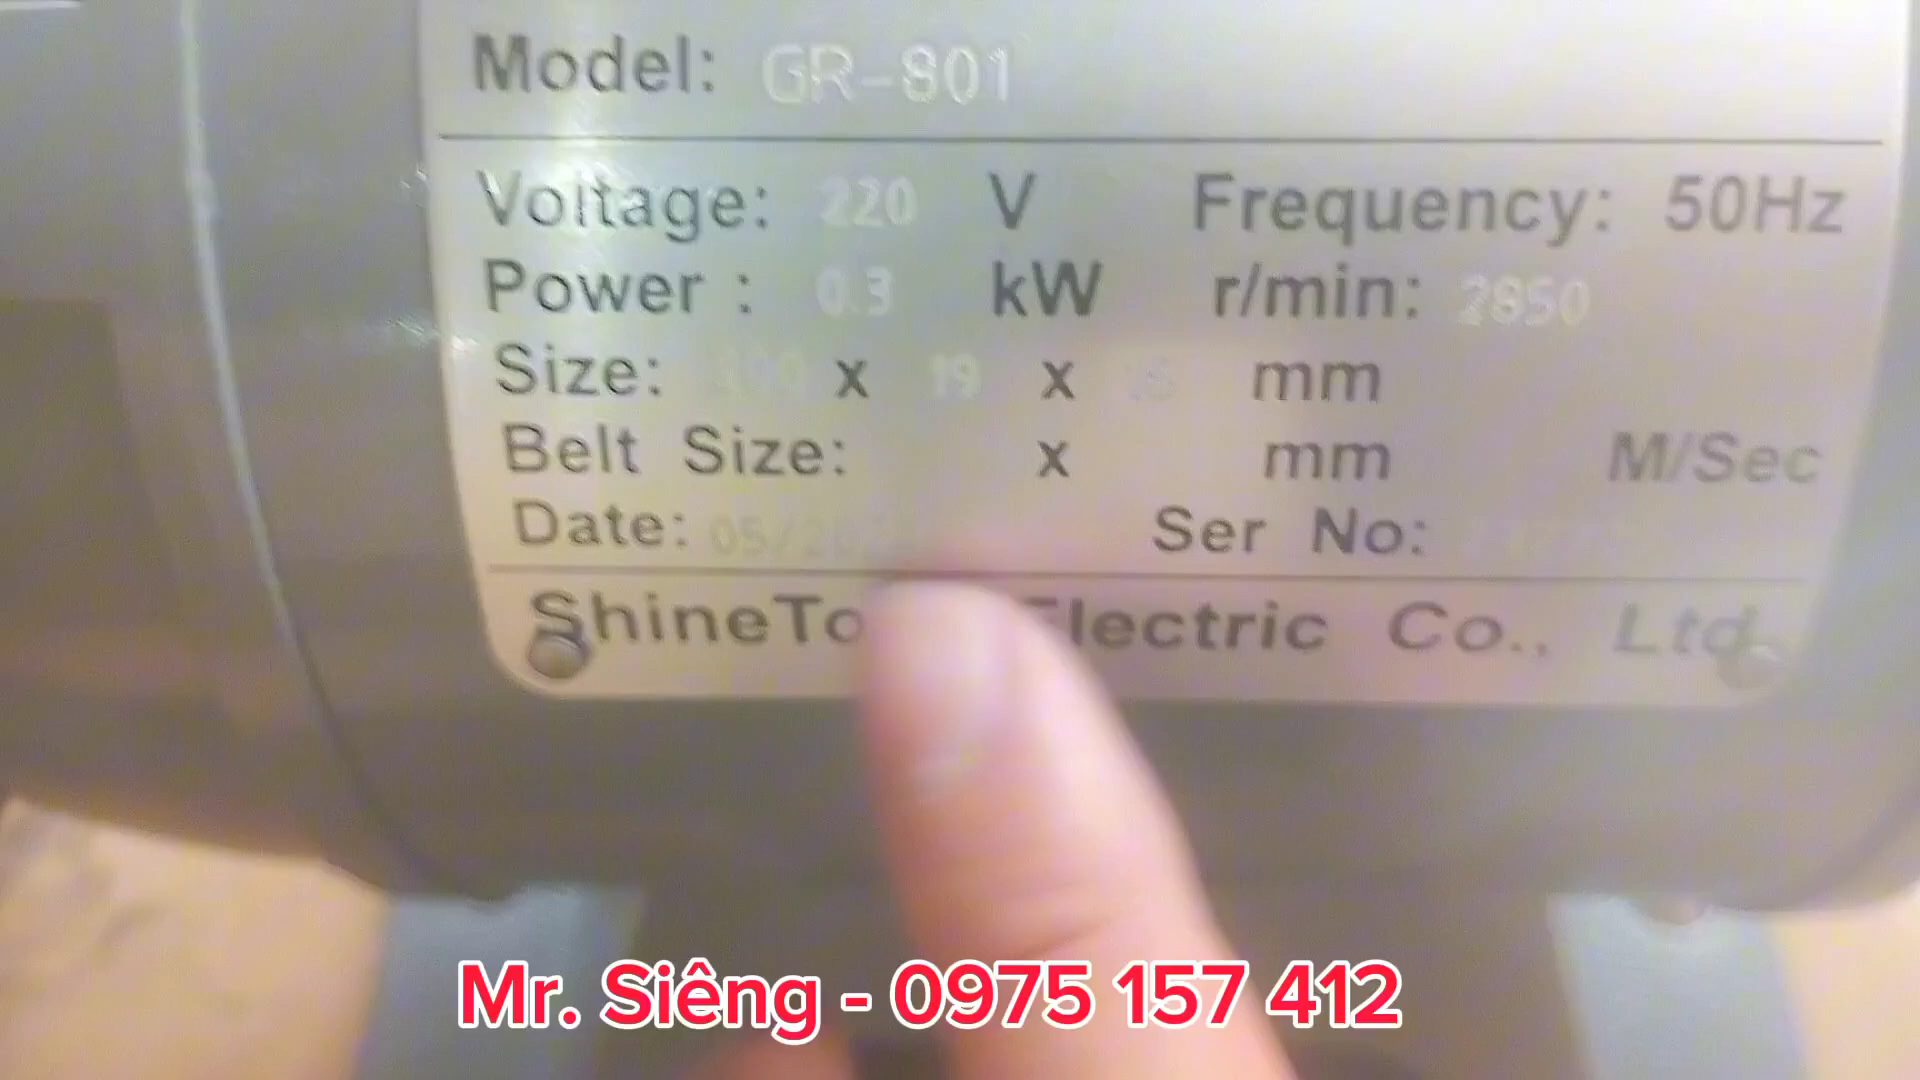 Model: GR-801
Voltage: 220 V Frequency: 50Hz
Power : 0.3 kW r/min: 2850
Size: x 19 x mm
Belt Size: x mm M/Sec
Date: Ser No:
Electric Co., Ltd
Mr. Siêng - 0975 157 412